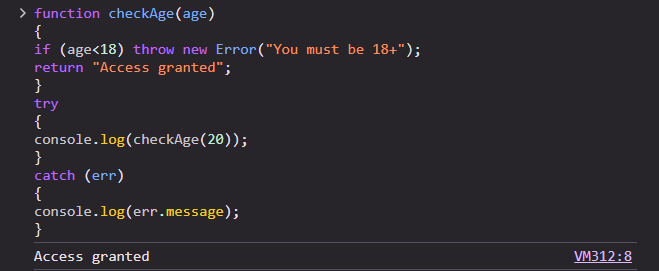 function checkAge(age)
{
if (age<18) throw new Error("You must be 18+");
return "Access granted";
}
try
{
console.log(checkAge(20));
}
catch (err)
{
console.log(err.message);
}
Access granted VM312:8